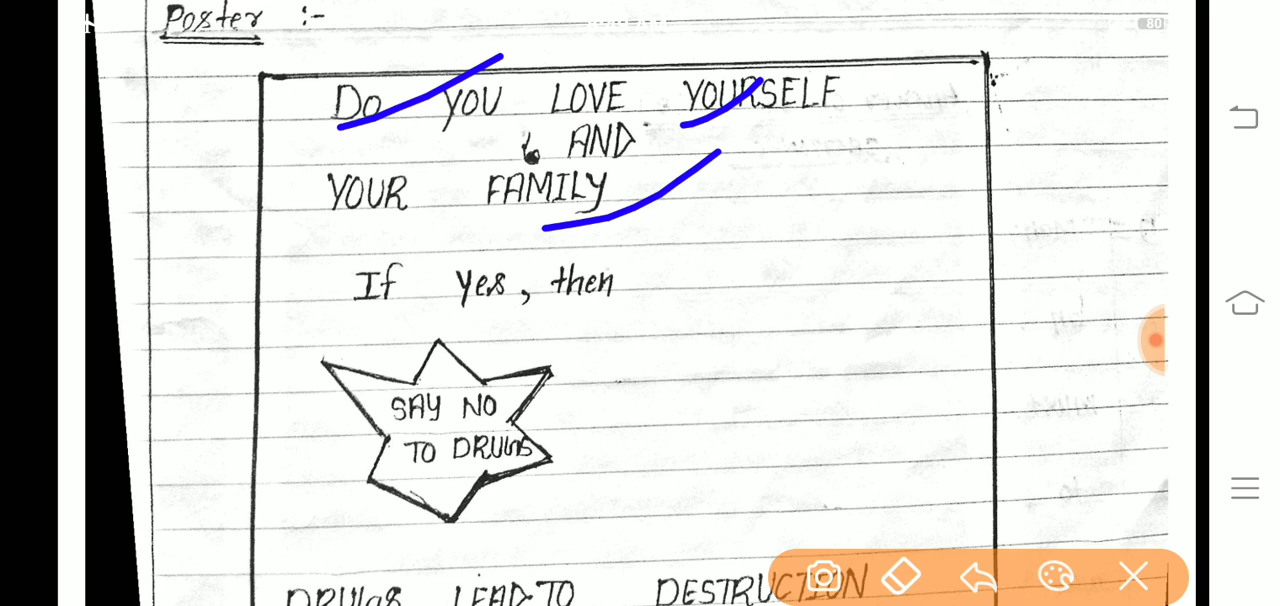 Poster :-
DO YOU LOVE YOURSELF
& AND
YOUR FAMILY
If yes, then
SAY NO
TO DRUGS
DRUGS LEAD TO DESTRUCTION
80